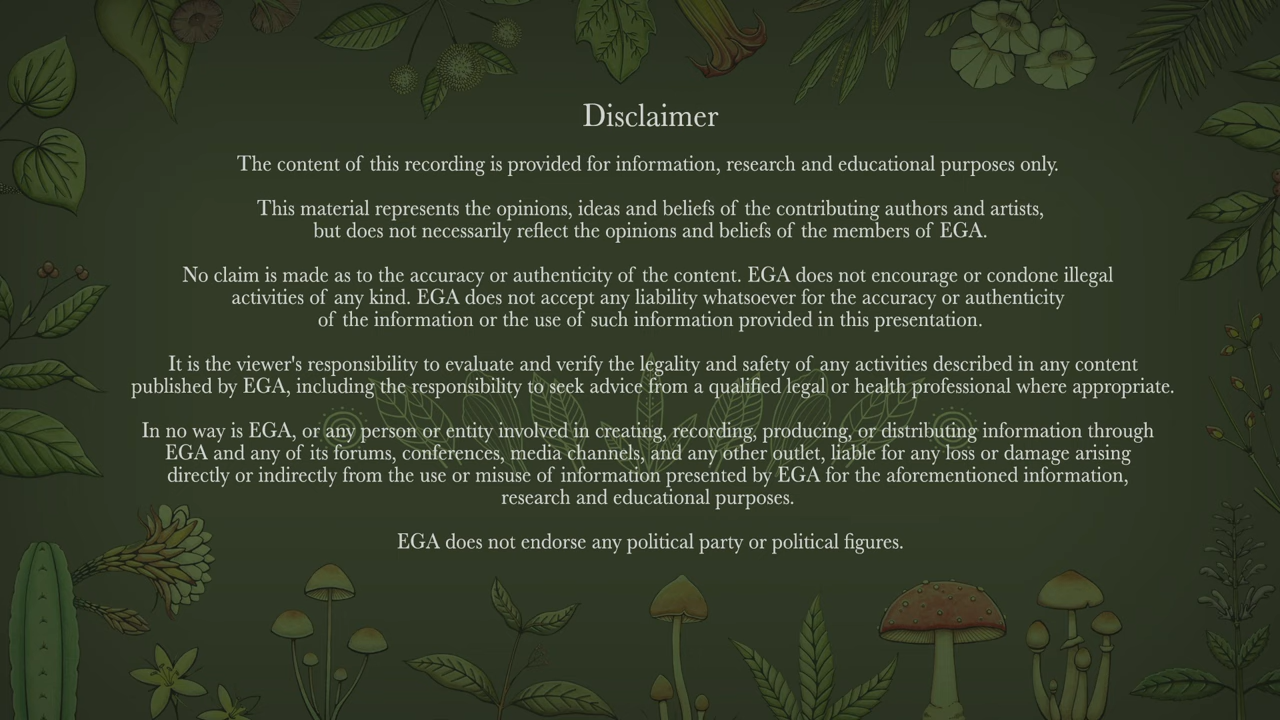 Disclaimer
The content of this recording is provided for information, research and educational purposes only.
This material represents the opinions, ideas and beliefs of the contributing authors and artists,
but does not necessarily reflect the opinions and beliefs of the members of EGA.
No claim is made as to the accuracy or authenticity of the content. EGA does not encourage or condone illegal
activities of any kind. EGA does not accept any liability whatsoever for the accuracy or authenticity
of the information or the use of such information provided in this presentation.
It is the viewer's responsibility to evaluate and verify the legality and safety of any activities described in any content
published by EGA, including the responsibility to seek advice from a qualified legal or health professional where appropriate.
In no way is EGA, or any person or entity involved in creating, recording, producing, or distributing information through
EGA and any of its forums, conferences, media channels, and any other outlet, liable for any loss or damage arising
directly or indirectly from the use or misuse of information presented by EGA for the aforementioned information,
research and educational purposes.
EGA does not endorse any political party or political figures.